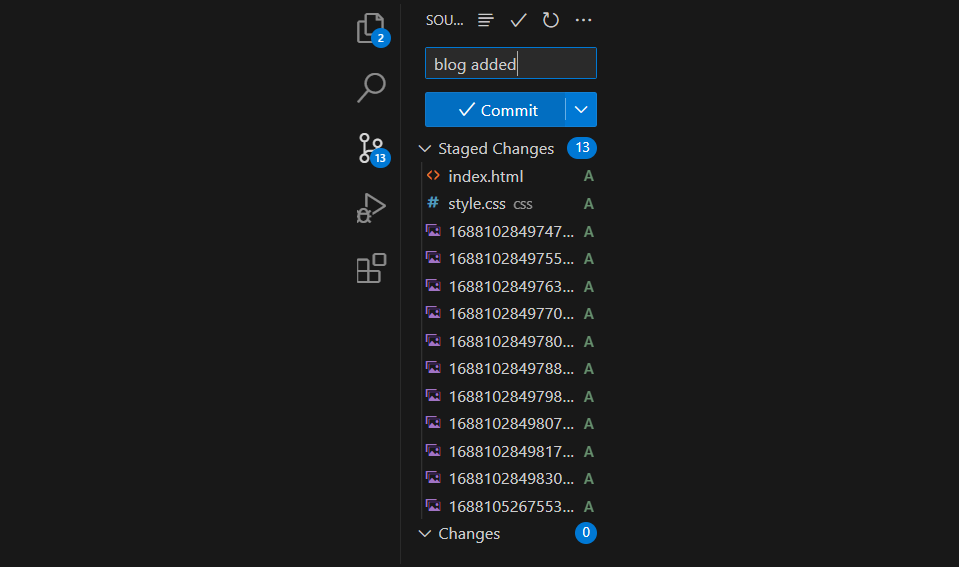 SOU...
2
blog added
Commit
13
Staged Changes 13
<> index.html A
# style.css css A
1688102849747... A
1688102849755... A
1688102849763... A
1688102849770... A
1688102849780... A
1688102849788... A
1688102849798... A
1688102849807... A
1688102849817... A
1688102849830... A
1688105267553... A
Changes 0